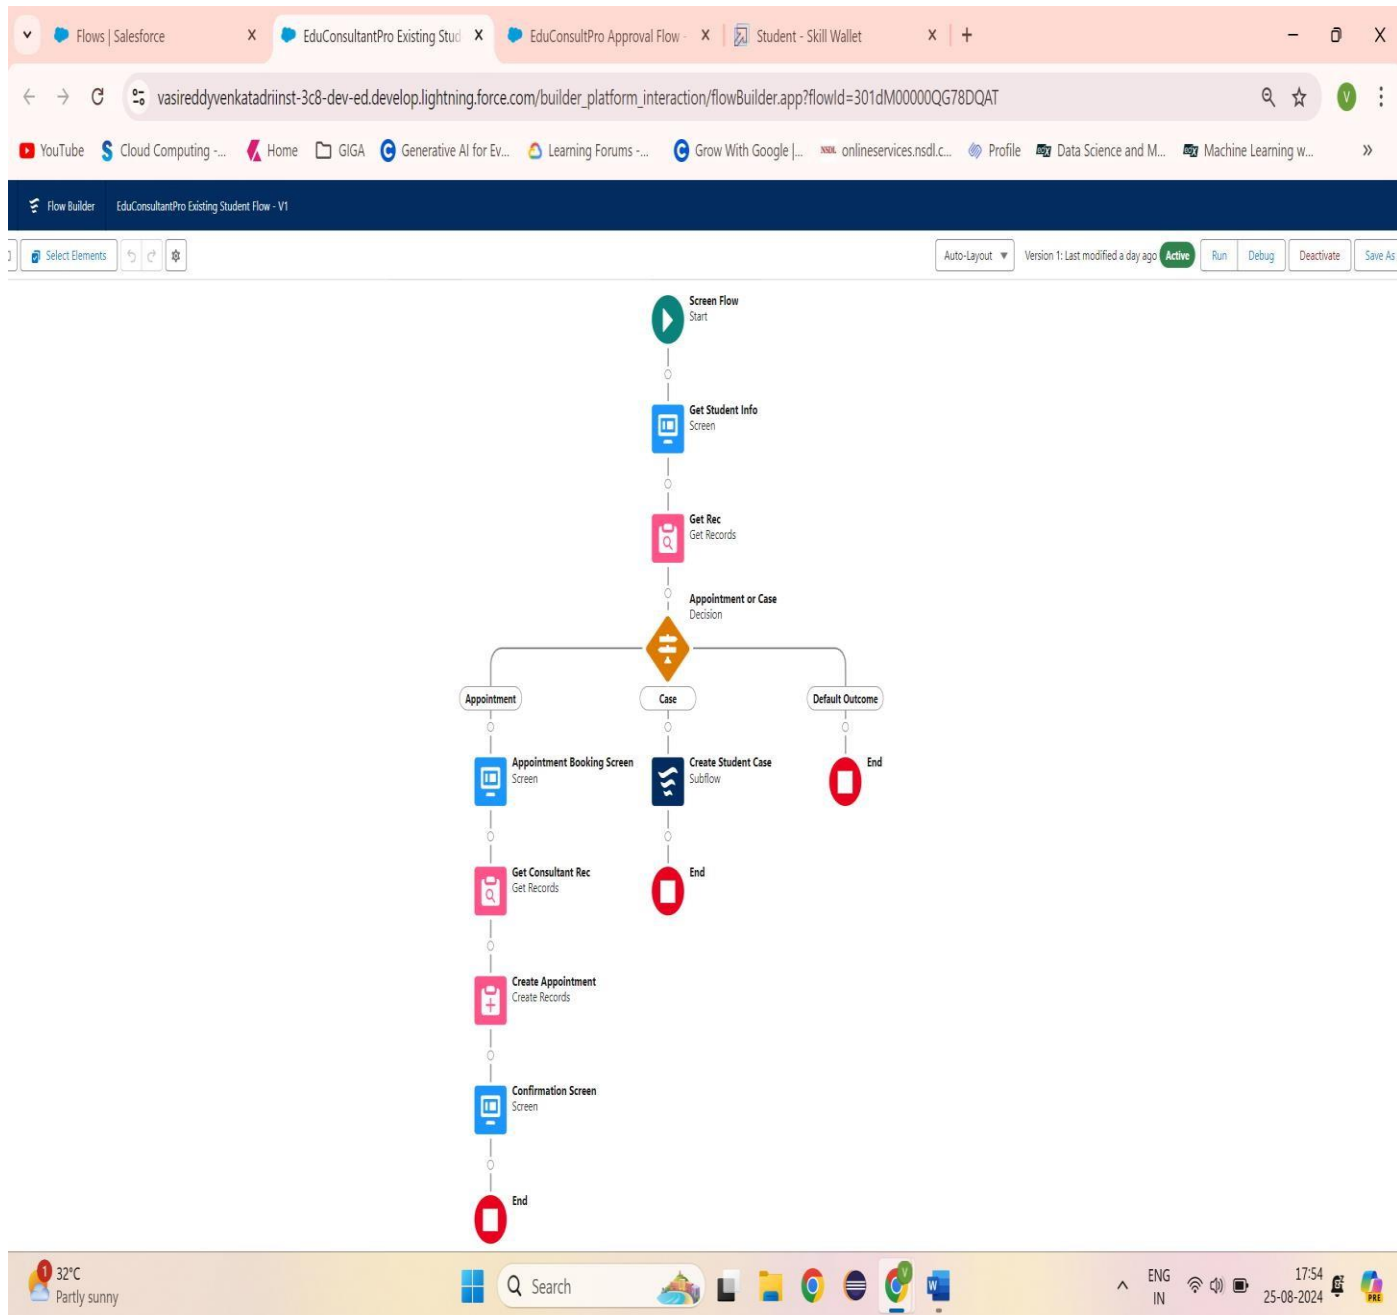 Flows | Salesforce
EduConsultantPro Existing Stud
EduConsultPro Approval Flow -
Student - Skill Wallet
vasireddyvenkatadriinst-3c8-dev-ed.develop.lightning.force.com/builder_platform_interaction/flowBuilder.app?flowId=301dM00000QG78DQAT
V
YouTube
Cloud Computing -...
Home
GIGA
Generative AI for Ev...
Learning Forums -...
Grow With Google |...
NSDL
onlineservices.nsdl.c...
Profile
edX
Data Science and M...
edX
Machine Learning w...
Flow Builder
EduConsultantPro Existing Student Flow - V1
Select Elements
Auto-Layout
Version 1: Last modified a day ago
Active
Run
Debug
Deactivate
Save As
Screen Flow
Start
Get Student Info
Screen
Get Rec
Get Records
Appointment or Case
Decision
Appointment
Case
Default Outcome
Appointment Booking Screen
Screen
Create Student Case
Subflow
End
Get Consultant Rec
Get Records
End
Create Appointment
Create Records
Confirmation Screen
Screen
End
1
32°C
Partly sunny
Search
V
ENG
IN
17:54
25-08-2024
PRE